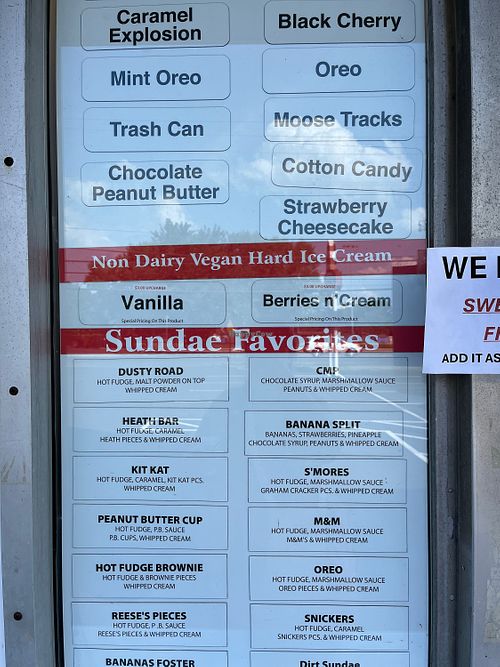 Caramel
Explosion
Black Cherry
Mint Oreo
Oreo
Trash Can
Moose Tracks
Chocolate
Peanut Butter
Cotton Candy
Strawberry
Cheesecake
Non Dairy Vegan Hard Ice Cream
Vanilla
Special Pricing On This Product
Berries n' Cream
Special Pricing On This Product
Sundae Favorites
DUSTY ROAD
HOT FUDGE, MALT POWDER ON TOP
WHIPPED CREAM
CMP
CHOCOLATE SYRUP, MARSHMALLOW SAUCE
PEANUTS & WHIPPED CREAM
HEATH BAR
HOT FUDGE, CARAMEL
HEATH PIECES & WHIPPED CREAM
BANANA SPLIT
BANANAS, STRAWBERRIES, PINEAPPLE
CHOCOLATE SYRUP, PEANUTS & WHIPPED CREAM
KIT KAT
HOT FUDGE, CARAMEL, KIT KAT PCS.
WHIPPED CREAM
S'MORES
HOT FUDGE, MARSHMALLOW SAUCE
GRAHAM CRACKER PCS. & WHIPPED CREAM
PEANUT BUTTER CUP
HOT FUDGE, P.B. SAUCE
P.B. CUPS, WHIPPED CREAM
M&M
HOT FUDGE, MARSHMALLOW SAUCE
M&M'S & WHIPPED CREAM
HOT FUDGE BROWNIE
HOT FUDGE & BROWNIE PIECES
WHIPPED CREAM
OREO
HOT FUDGE, MARSHMALLOW SAUCE
OREO PIECES & WHIPPED CREAM
REESE'S PIECES
HOT FUDGE, P.B. SAUCE
REESE'S PIECES & WHIPPED CREAM
SNICKERS
HOT FUDGE, CARAMEL
SNICKERS PCS. & WHIPPED CREAM
BANANAS FOSTER
Dirt Sundae
WE
ADD IT AS